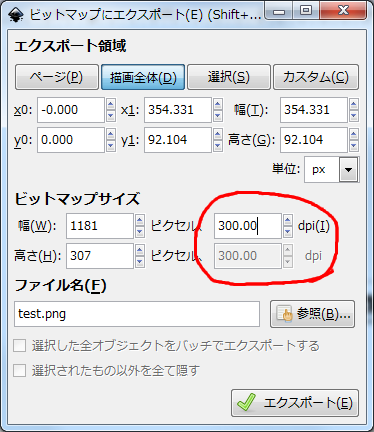 ビットマップにエクスポート(E) (Shift+...
エクスポート領域
ページ(P) 描画全体(D) 選択(S) カスタム(C)
x0: -0.000 x1: 354.331 幅(T): 354.331
y0: 0.000 y1: 92.104 高さ(G): 92.104
単位: px
ビットマップサイズ
幅(W): 1181 ピクセル、 300.00 dpi(I)
高さ(H): 307 ピクセル、 300.00 dpi
ファイル名(F)
test.png 参照(B)...
選択した全オブジェクトをバッチでエクスポートする
選択されたもの以外を全て隠す
エクスポート(E)